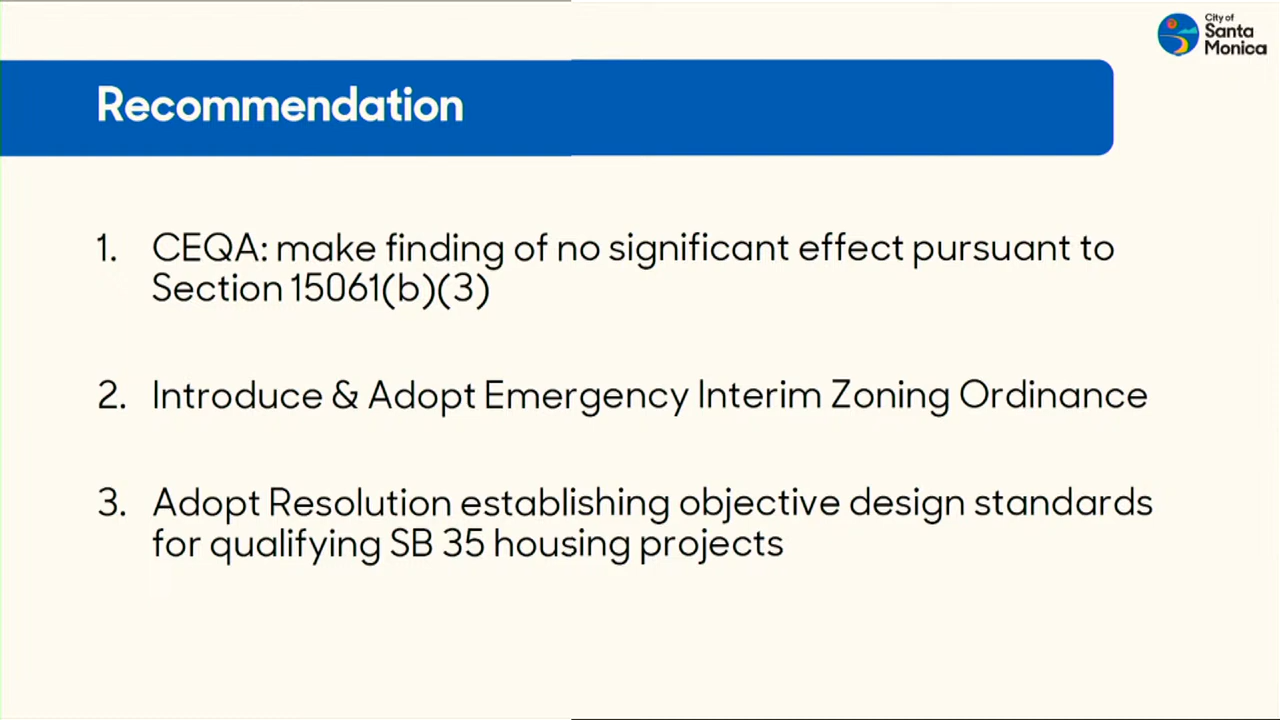 City of
Santa
Monica
Recommendation
1. CEQA: make finding of no significant effect pursuant to
Section 15061(b)(3)
2. Introduce & Adopt Emergency Interim Zoning Ordinance
3. Adopt Resolution establishing objective design standards
for qualifying SB 35 housing projects